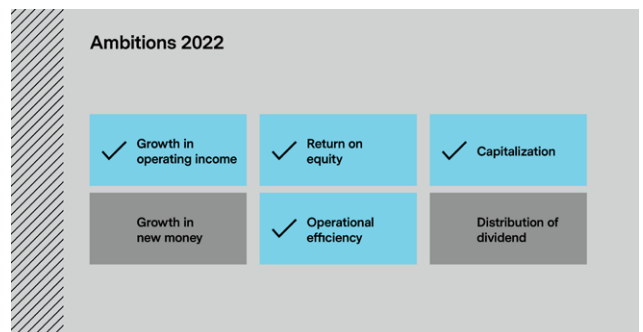 Ambitions 2022
Growth in
operating income
Return on
equity
Capitalization
Growth in
new money
Operational
efficiency
Distribution of
dividend